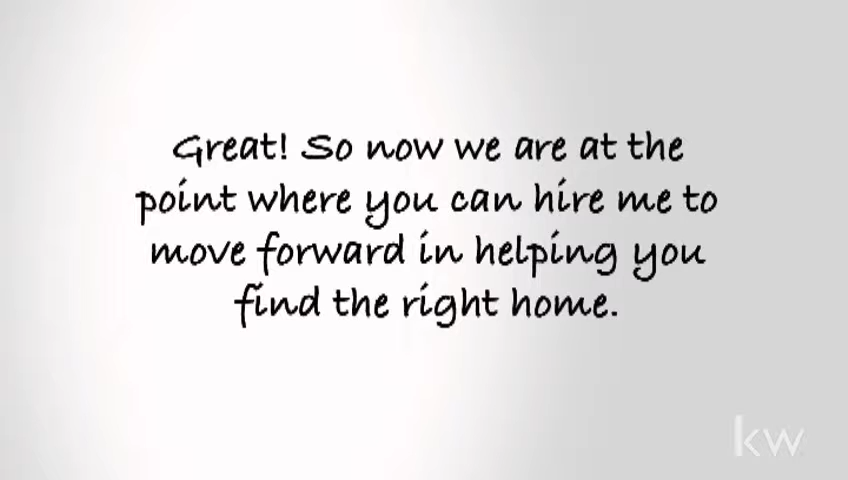 Great! So now we are at the
point where you can hire me to
move forward in helping you
find the right home.
kw